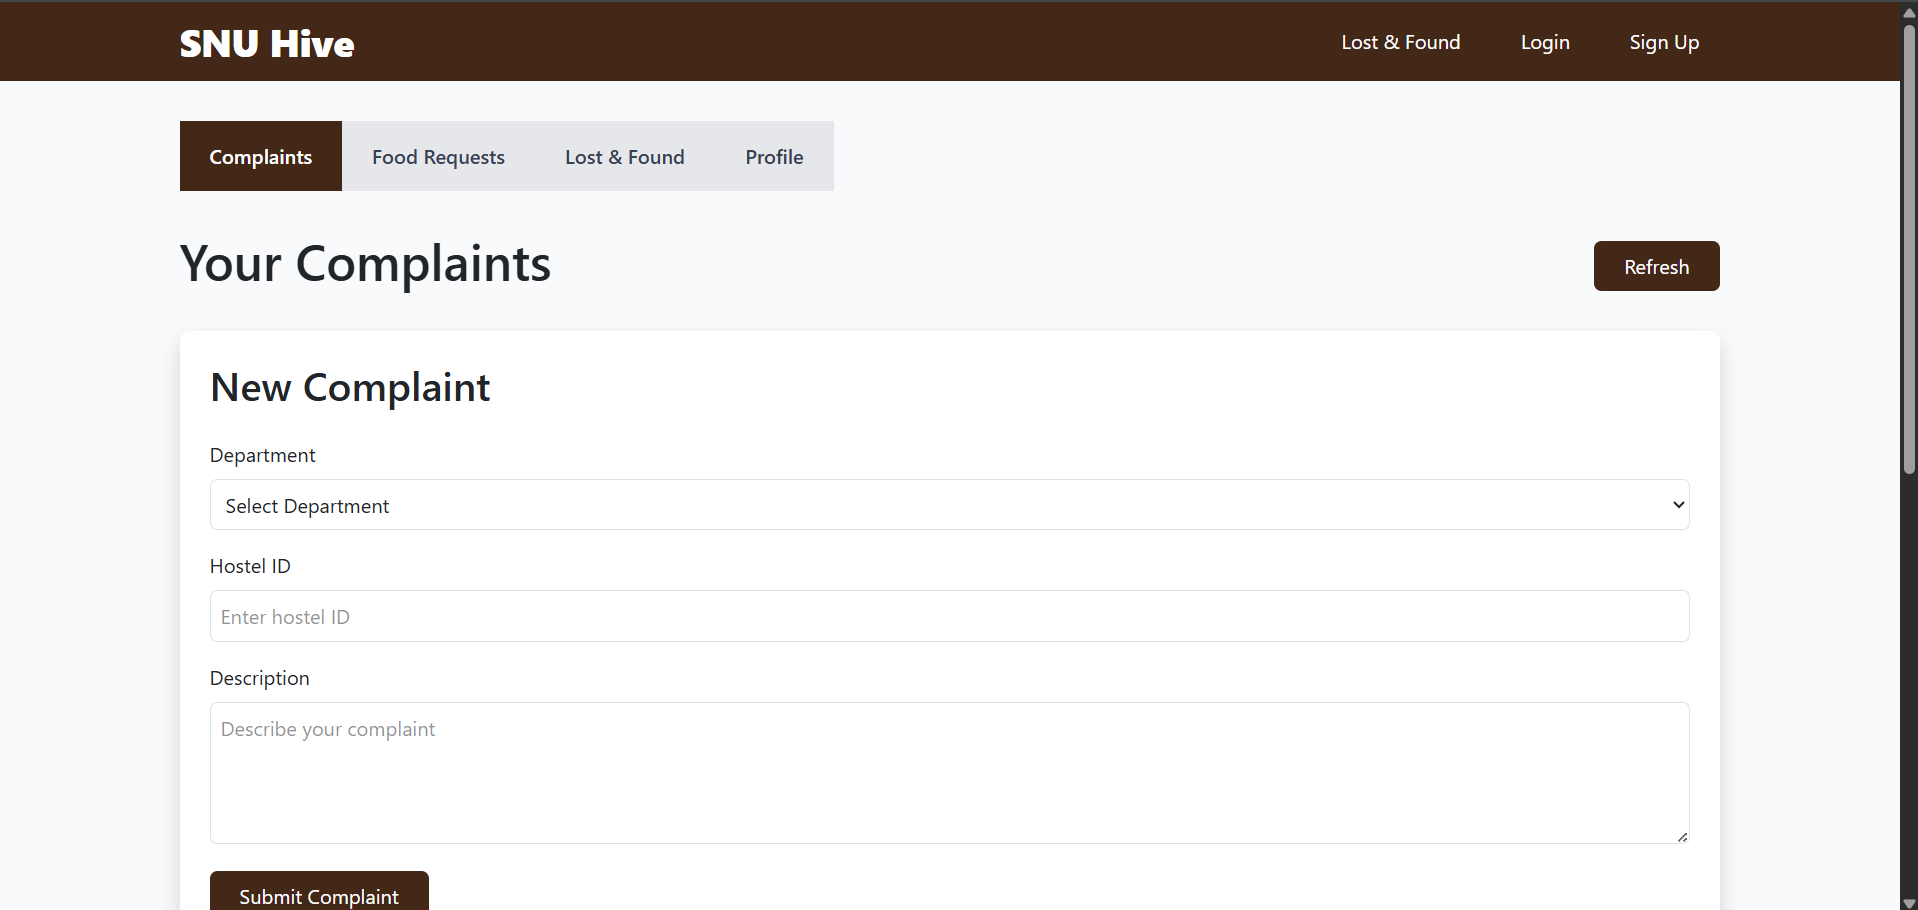 SNU Hive
Lost & Found
Login
Sign Up
Complaints
Food Requests
Lost & Found
Profile
Your Complaints
Refresh
New Complaint
Department
Select Department
Hostel ID
Enter hostel ID
Description
Describe your complaint
Submit Complaint